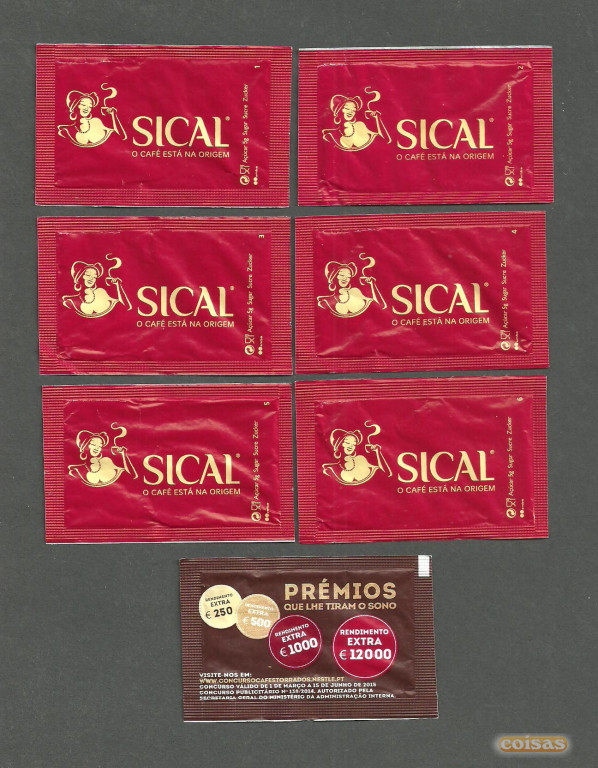 SICAL®
O CAFÉ ESTÁ NA ORIGEM
Açúcar 5g Sugar Sucre Zucker
1
SICAL®
O CAFÉ ESTÁ NA ORIGEM
Açúcar 5g Sugar Sucre Zucker
2
SICAL®
O CAFÉ ESTÁ NA ORIGEM
Açúcar 5g Sugar Sucre Zucker
3
SICAL®
O CAFÉ ESTÁ NA ORIGEM
Açúcar 5g Sugar Sucre Zucker
4
SICAL®
O CAFÉ ESTÁ NA ORIGEM
Açúcar 5g Sugar Sucre Zucker
5
SICAL®
O CAFÉ ESTÁ NA ORIGEM
Açúcar 5g Sugar Sucre Zucker
6
PRÉMIOS
QUE LHE TIRAM O SONO
RENDIMENTO
EXTRA
€ 250
RENDIMENTO
EXTRA
€ 500
RENDIMENTO
EXTRA
€ 1000
RENDIMENTO
EXTRA
€ 12000
VISITE-NOS EM:
WWW.CONCURSOCAFESTORRADOS.NESTLE.PT
CONCURSO VÁLIDO DE 1 DE MARÇO A 15 DE JUNHO DE 2015
CONCURSO PUBLICITÁRIO Nº 138/2014, AUTORIZADO PELA
SECRETARIA-GERAL DO MINISTÉRIO DA ADMINISTRAÇÃO INTERNA.
coisas